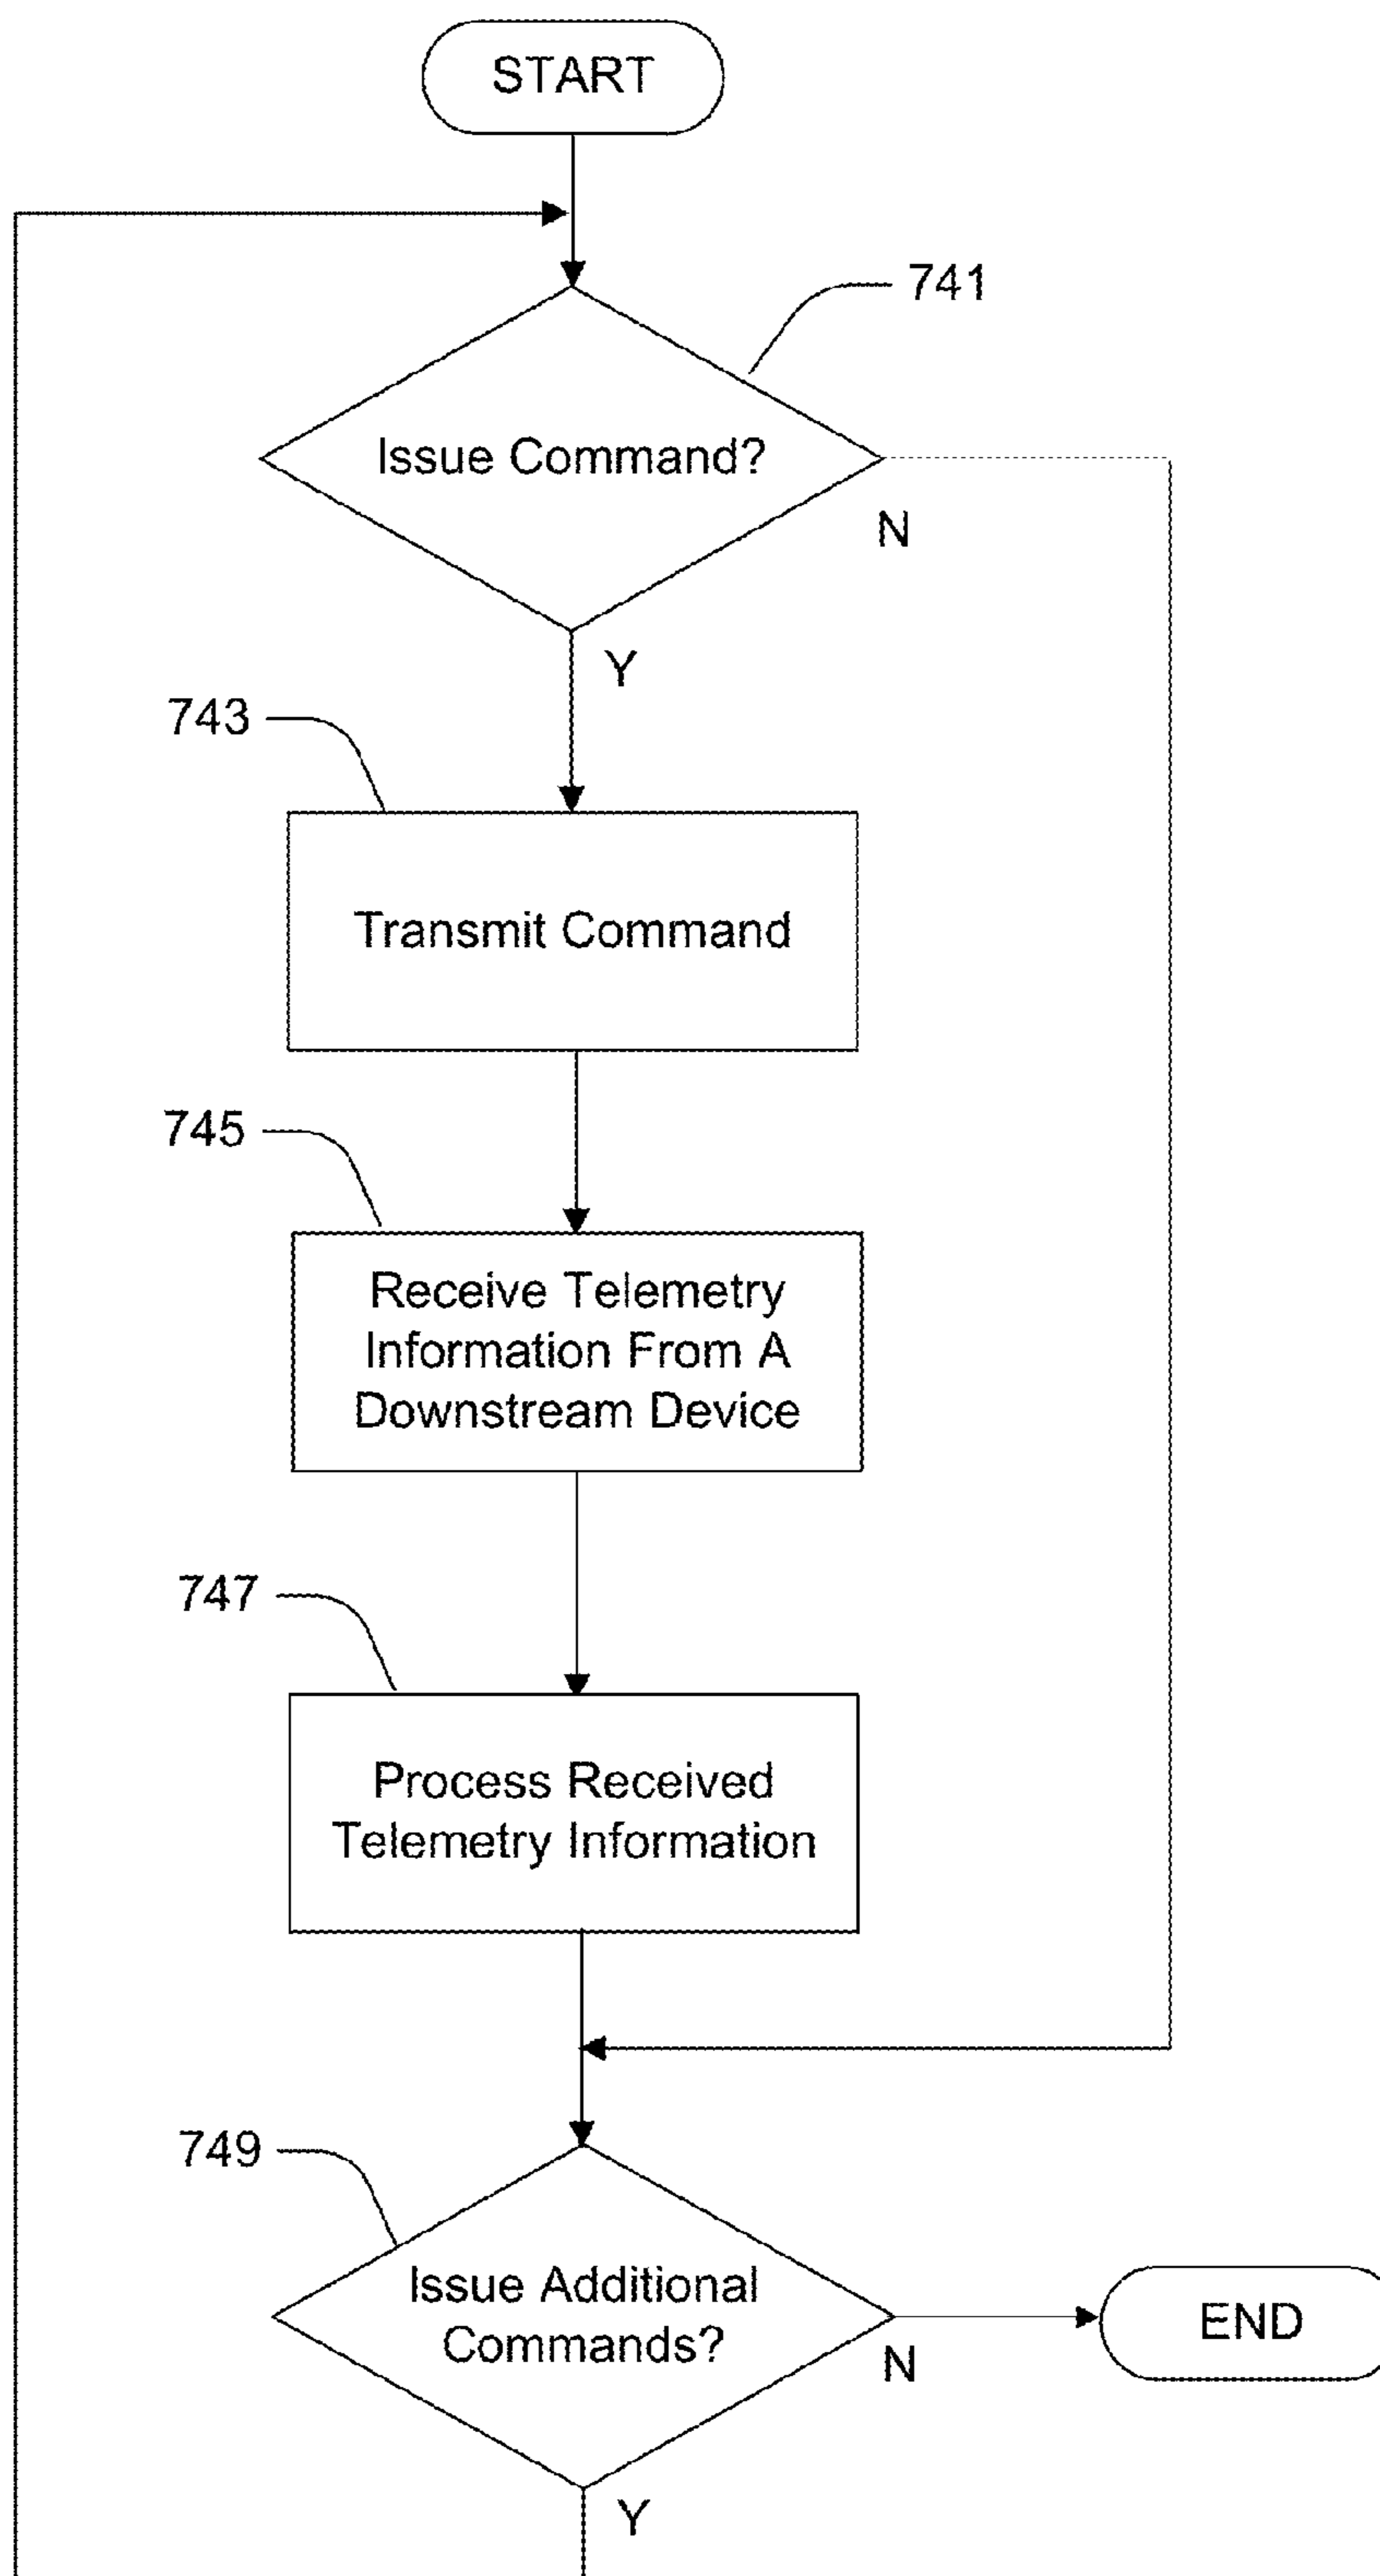 START
741
Issue Command?
N
Y
743
Transmit Command
745
Receive Telemetry
Information From A
Downstream Device
747
Process Received
Telemetry Information
749
Issue Additional
Commands?
N
END
Y